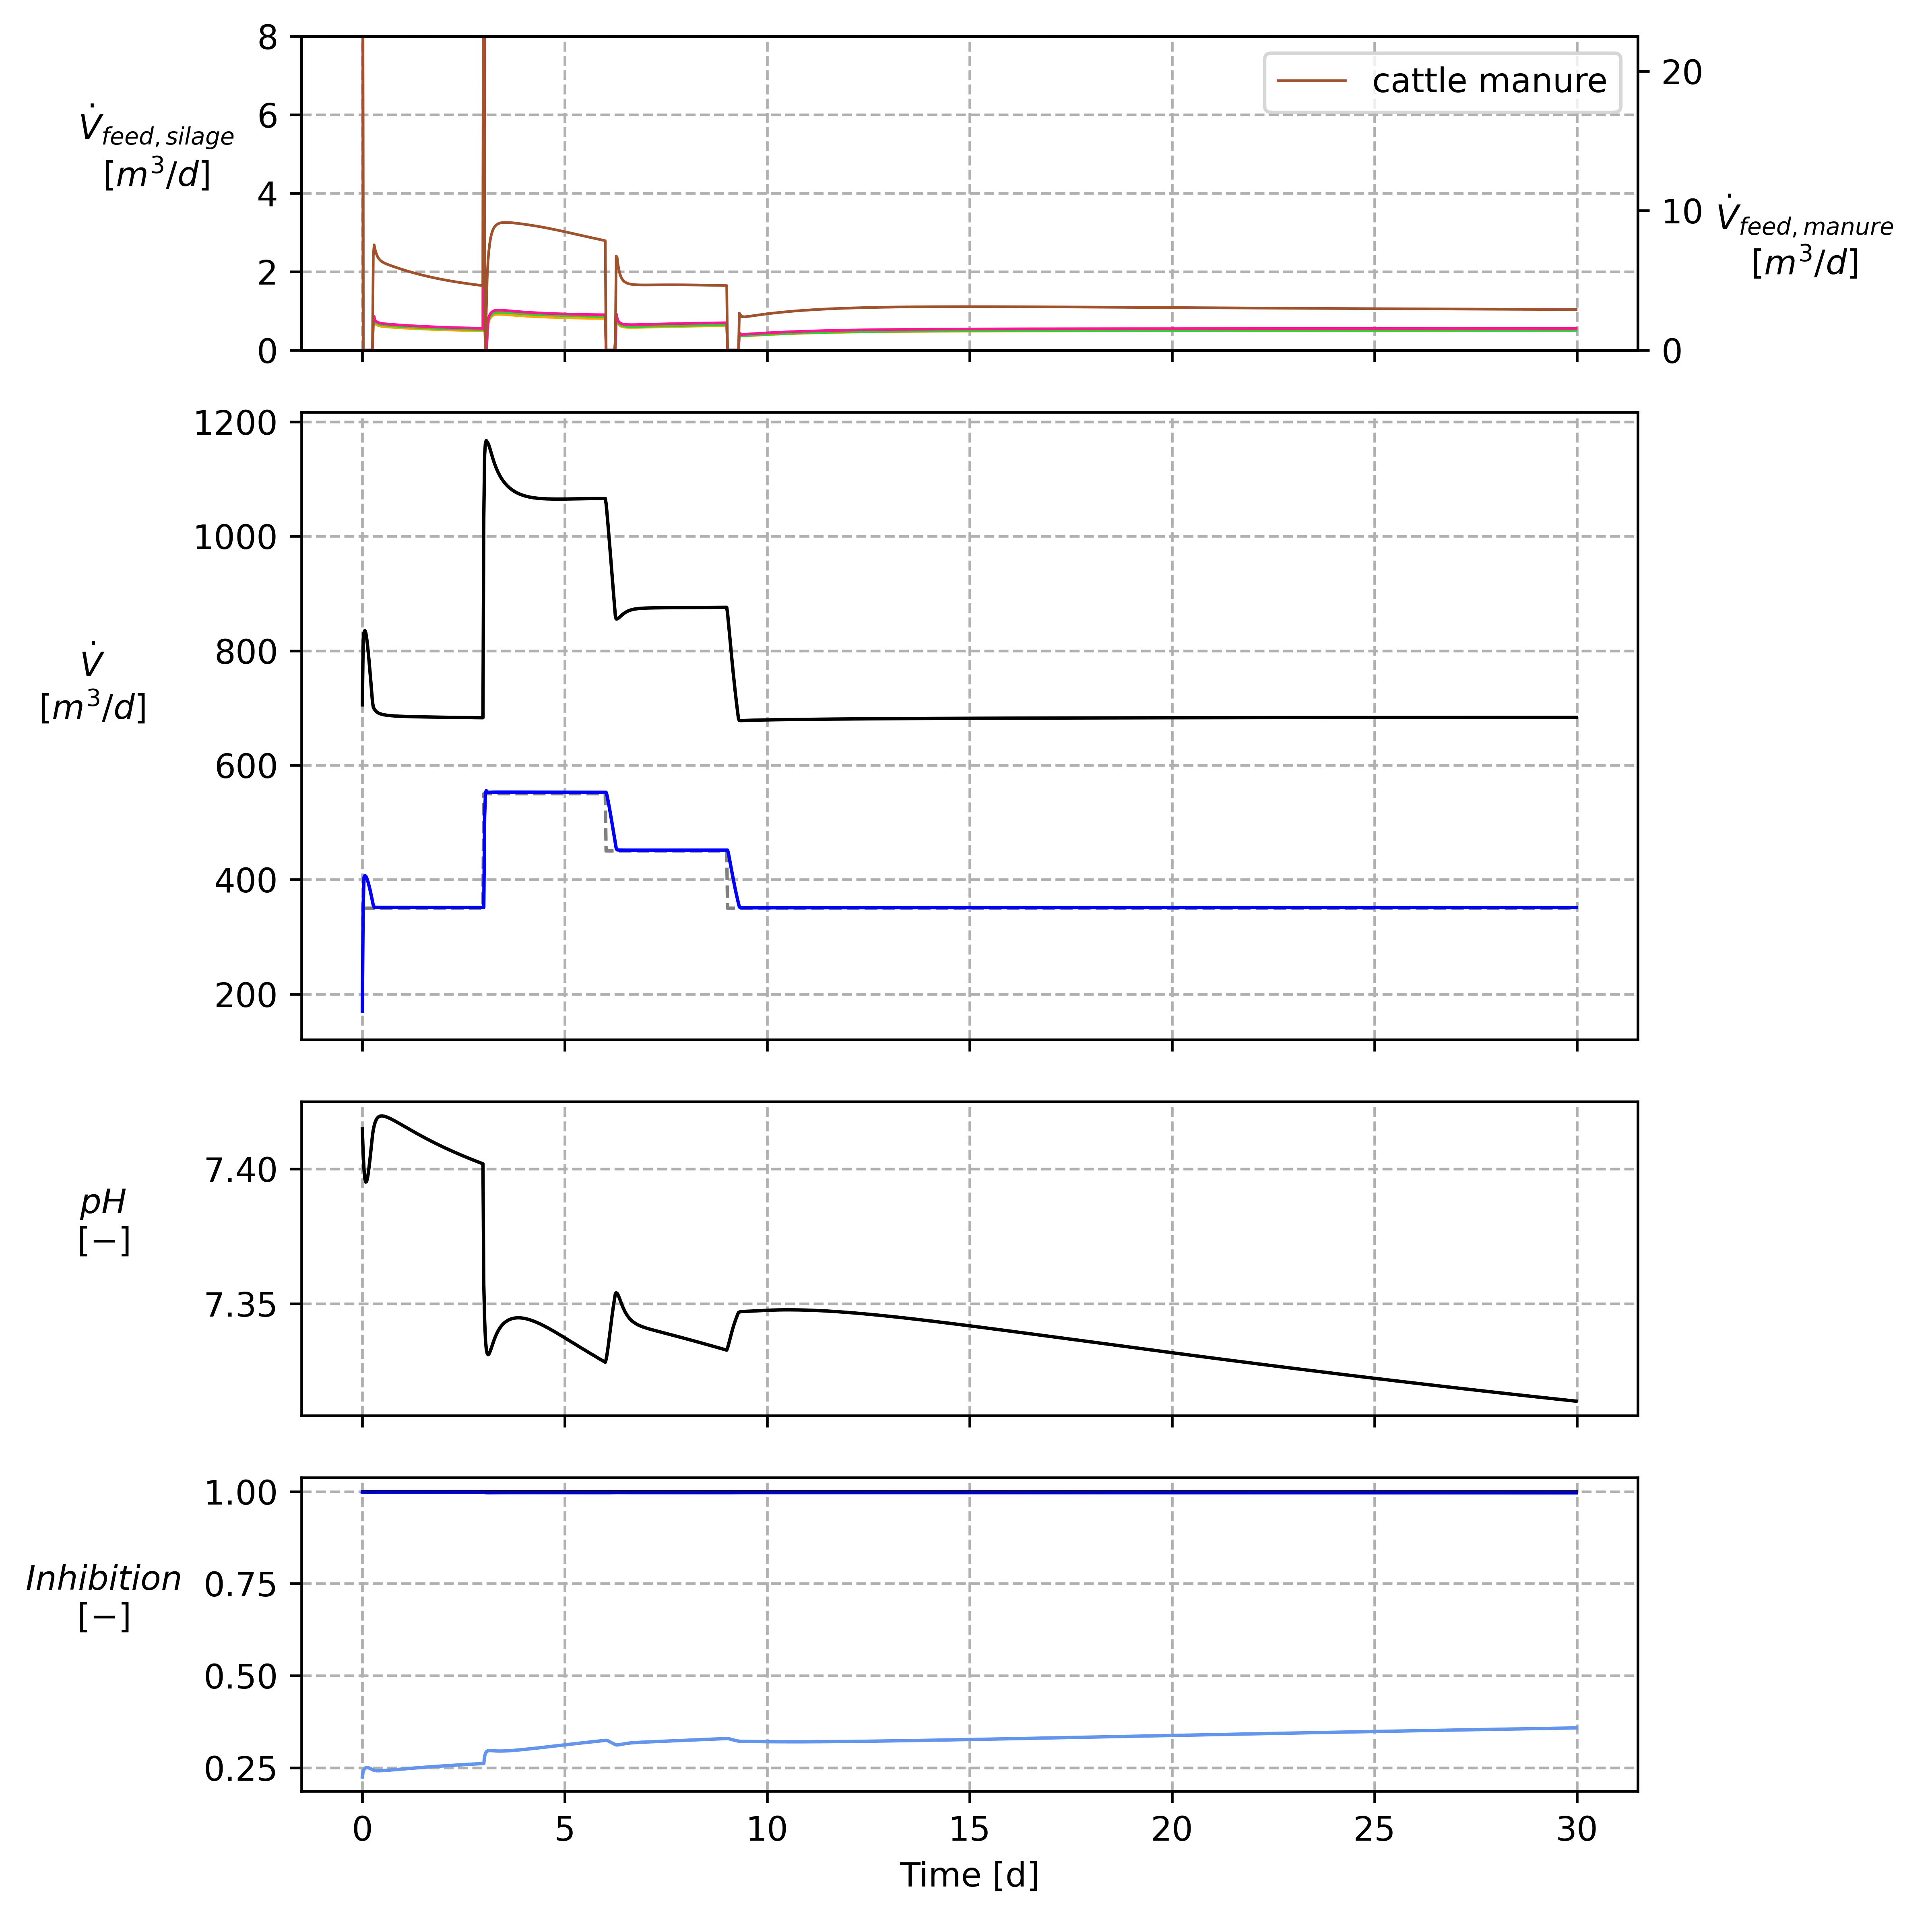 8
6
4
2
0
V̇feed, silage
[m³/d]
cattle manure
20
10
0
V̇feed, manure
[m³/d]
1200
1000
800
600
400
200
V̇
[m³/d]
7.40
7.35
pH
[−]
1.00
0.75
0.50
0.25
Inhibition
[−]
0 5 10 15 20 25 30
Time [d]